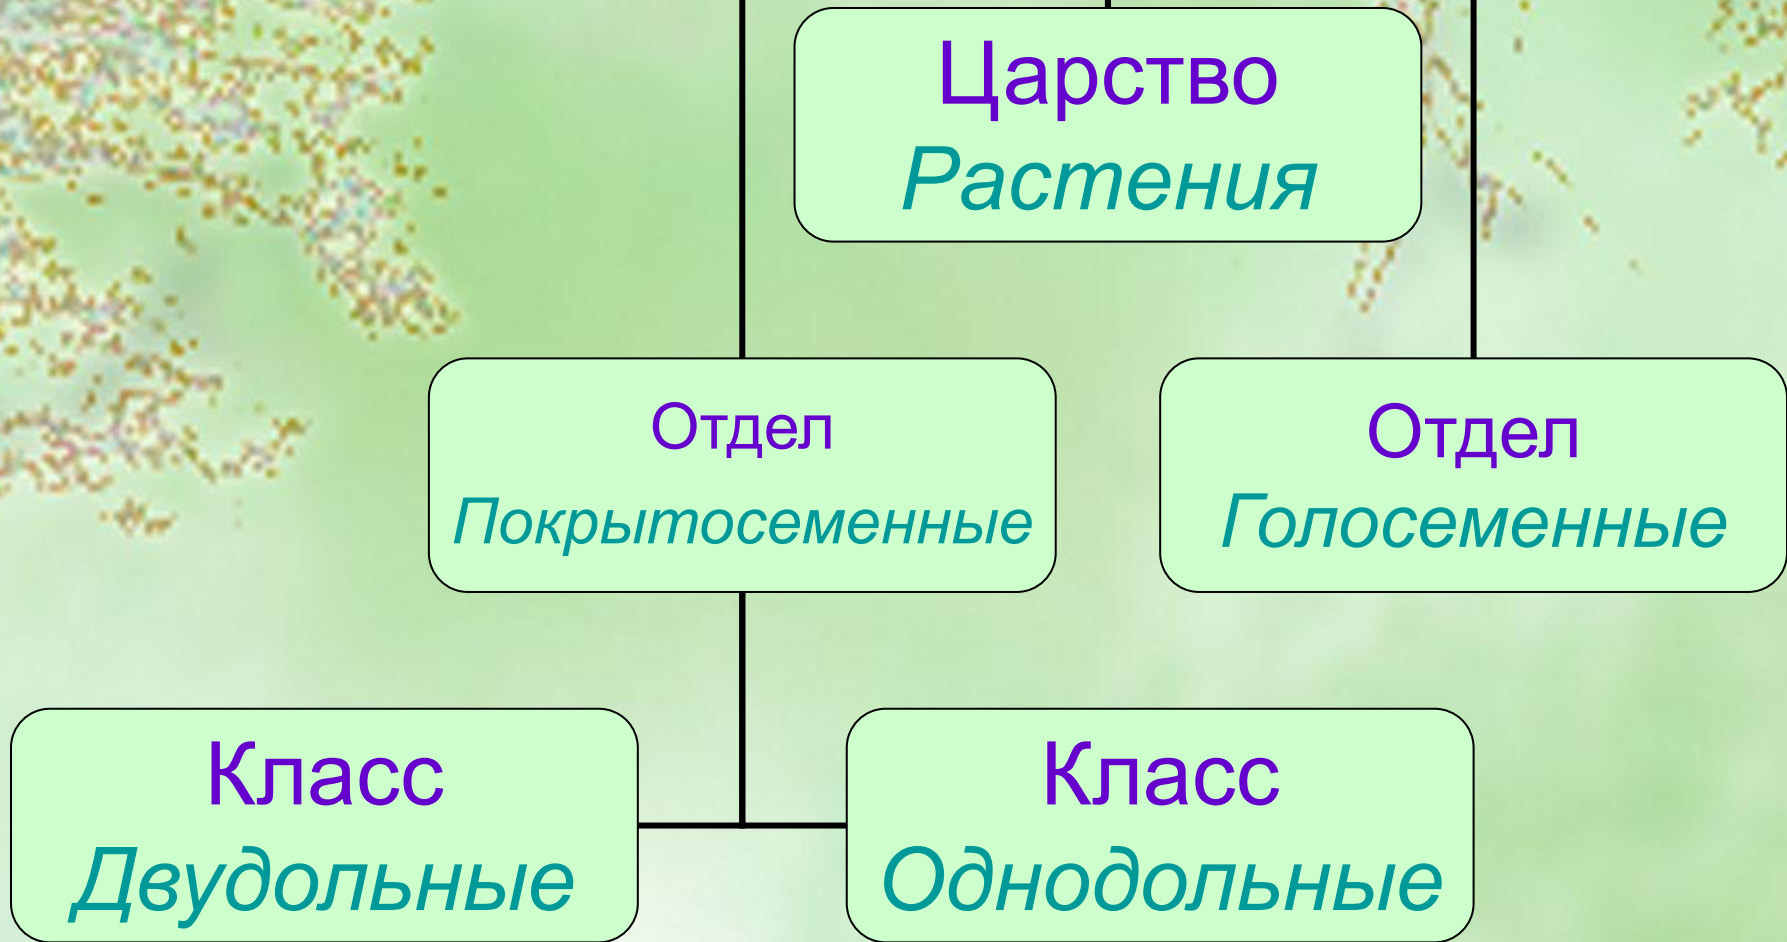 Царство
Растения
Отдел
Покрытосеменные
Отдел
Голосеменные
Класс
Двудольные
Класс
Однодольные